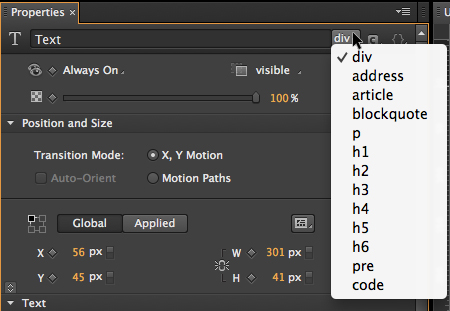 Properties ×
T Text div
div
address
article
blockquote
p
h1
h2
h3
h4
h5
h6
pre
code
Always On visible
100 %
Position and Size
Transition Mode: X, Y Motion
Auto-Orient Motion Paths
Global Applied
X 56 px W 301 px
Y 45 px H 41 px
Text